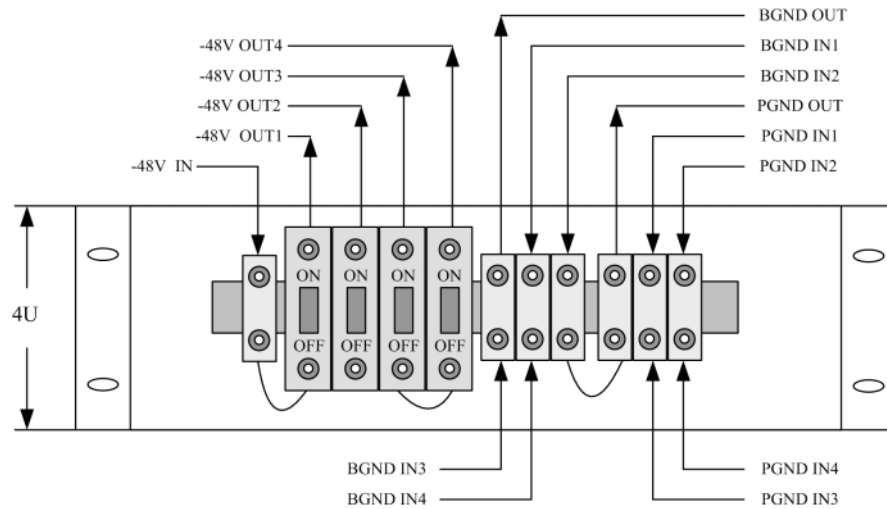 BGND OUT
-48V OUT4
BGND IN1
-48V OUT3
BGND IN2
-48V OUT2
PGND OUT
-48V OUT1
PGND IN1
-48V IN
PGND IN2
4U
ON ON ON ON
OFF OFF OFF OFF
BGND IN3
PGND IN4
BGND IN4
PGND IN3